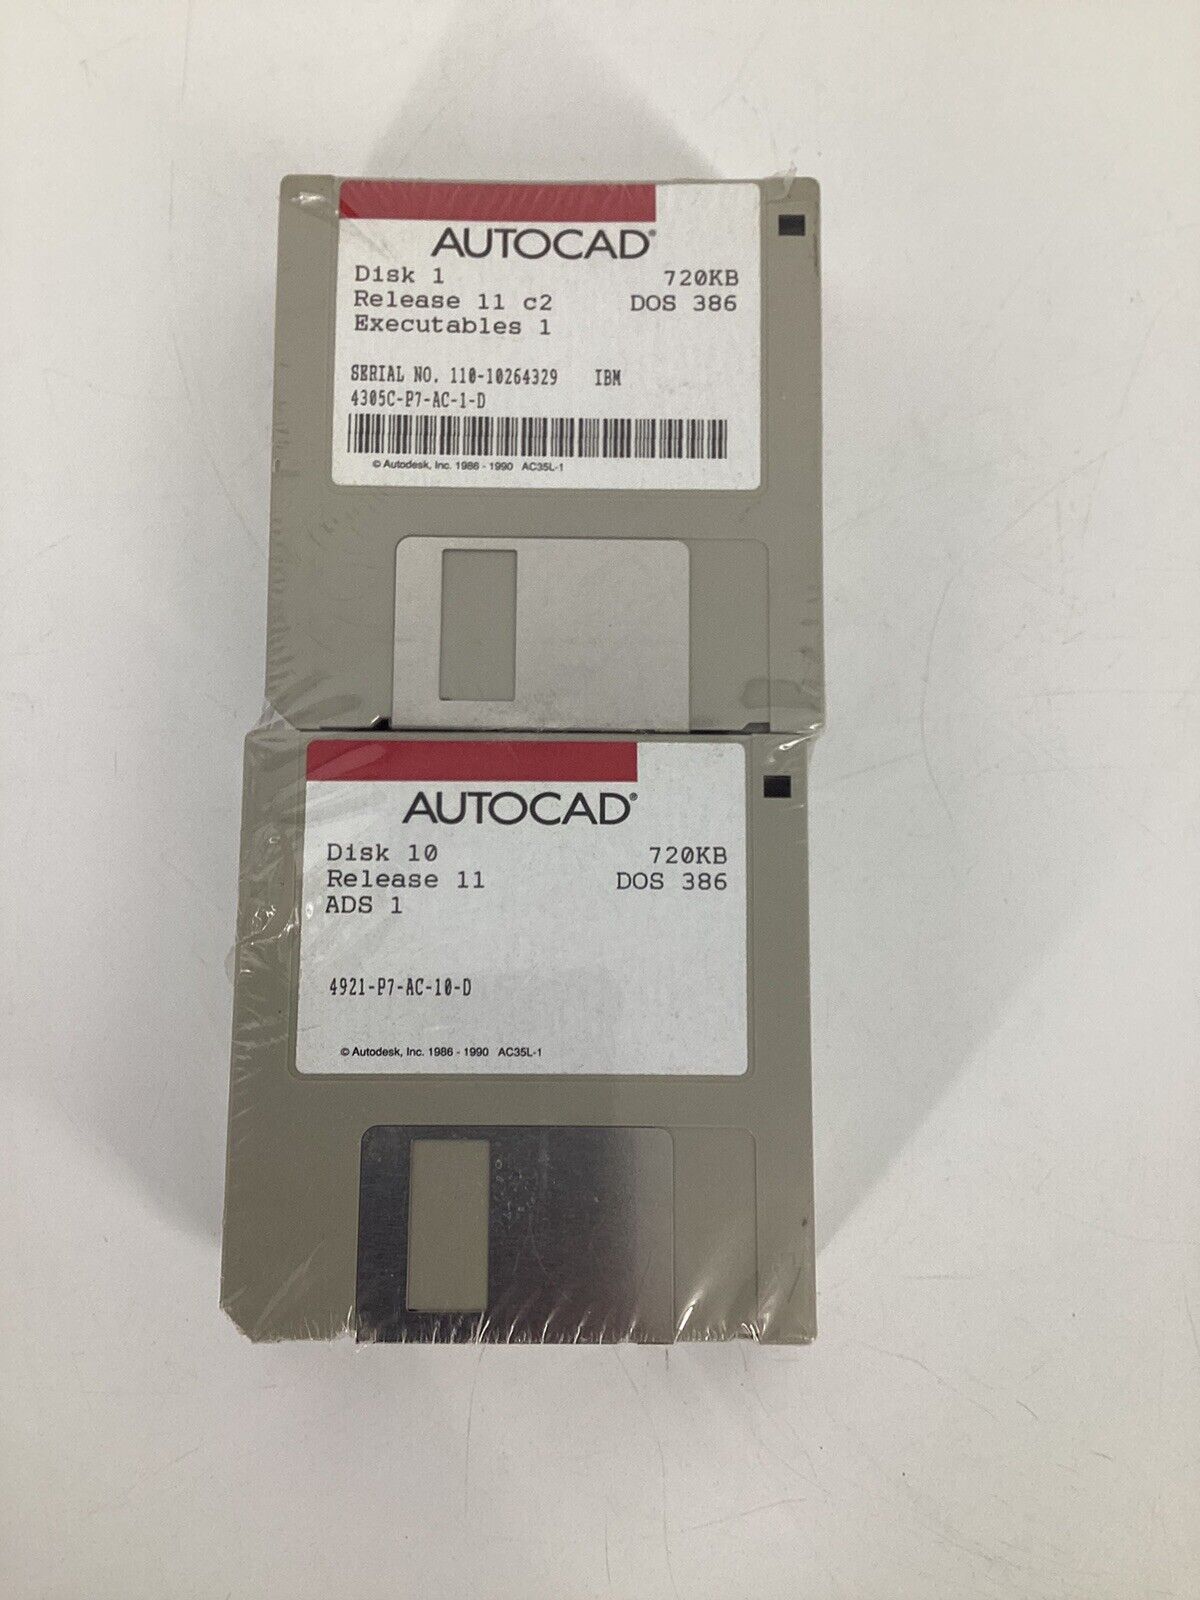 AUTOCAD®
Disk 1 720KB
Release 11 c2 DOS 386
Executables 1
SERIAL NO. 110-10264329 IBM
4305C-P7-AC-1-D
© Autodesk, Inc. 1986 - 1990 AC35L-1
AUTOCAD®
Disk 10 720KB
Release 11 DOS 386
ADS 1
4921-P7-AC-10-D
© Autodesk, Inc. 1986 - 1990 AC35L-1